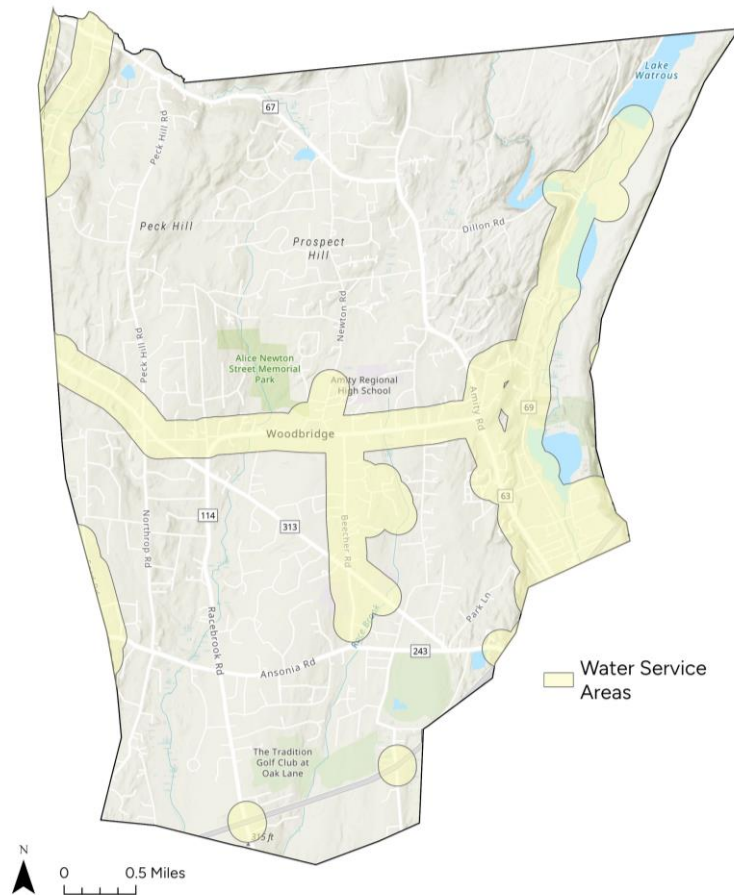 Lake
Watrous
67
Peck Hill Rd
Dillon Rd
Peck Hill
Prospect
Hill
Newton Rd
Peck Hill Rd
Alice Newton
Street Memorial
Park
Amity Regional
High School
Amity Rd
69
Woodbridge
63
114
313
Northrop Rd
Beecher Rd
Racebrook Rd
Park Ln
Race Brook
243
Ansonia Rd
Water Service
Areas
The Tradition
Golf Club at
Oak Lane
315 ft
N
0 0.5 Miles